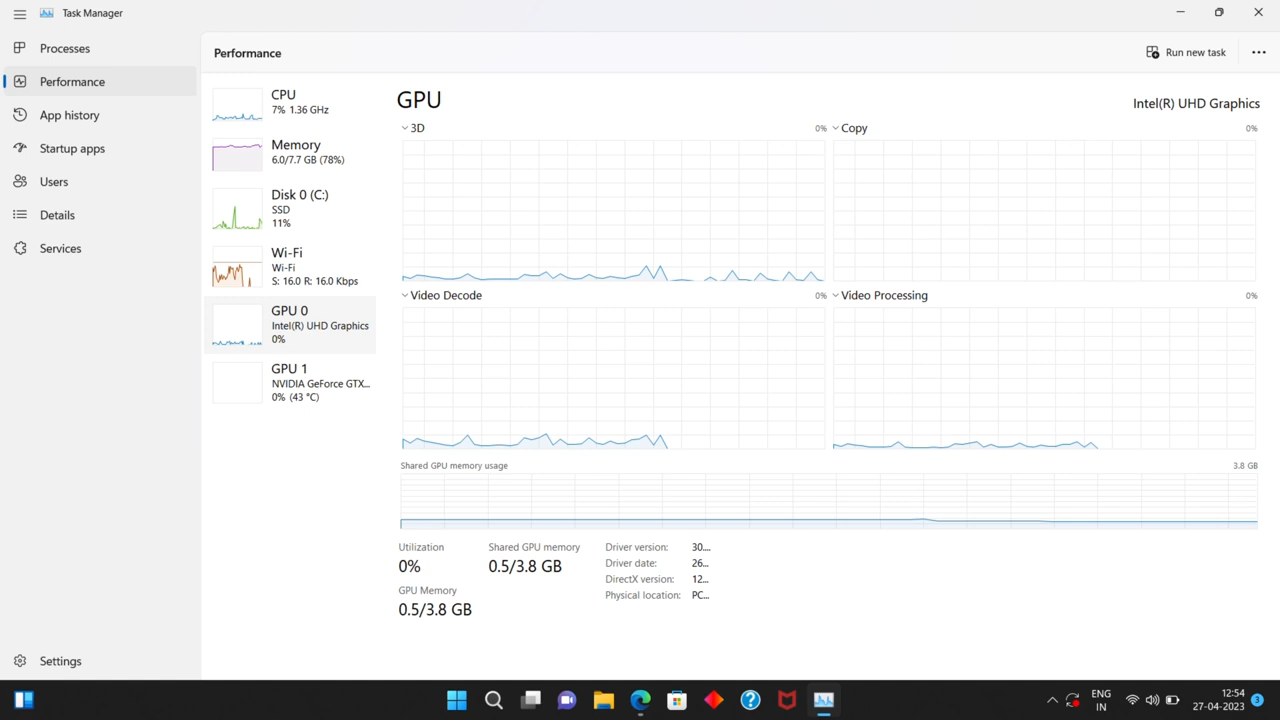 Task Manager
Processes
Performance
App history
Startup apps
Users
Details
Services
Settings
Performance
Run new task
CPU
7% 1.36 GHz
Memory
6.0/7.7 GB (78%)
Disk 0 (C:)
SSD
11%
Wi-Fi
Wi-Fi
S: 16.0 R: 16.0 Kbps
GPU 0
Intel(R) UHD Graphics
0%
GPU 1
NVIDIA GeForce GTX...
0% (43 °C)
GPU
Intel(R) UHD Graphics
3D 0% Copy 0%
Video Decode 0% Video Processing 0%
Shared GPU memory usage 3.8 GB
Utilization
0%
Shared GPU memory
0.5/3.8 GB
GPU Memory
0.5/3.8 GB
Driver version: 30....
Driver date: 26...
DirectX version: 12...
Physical location: PC...
ENG
IN
12:54
27-04-2023
3